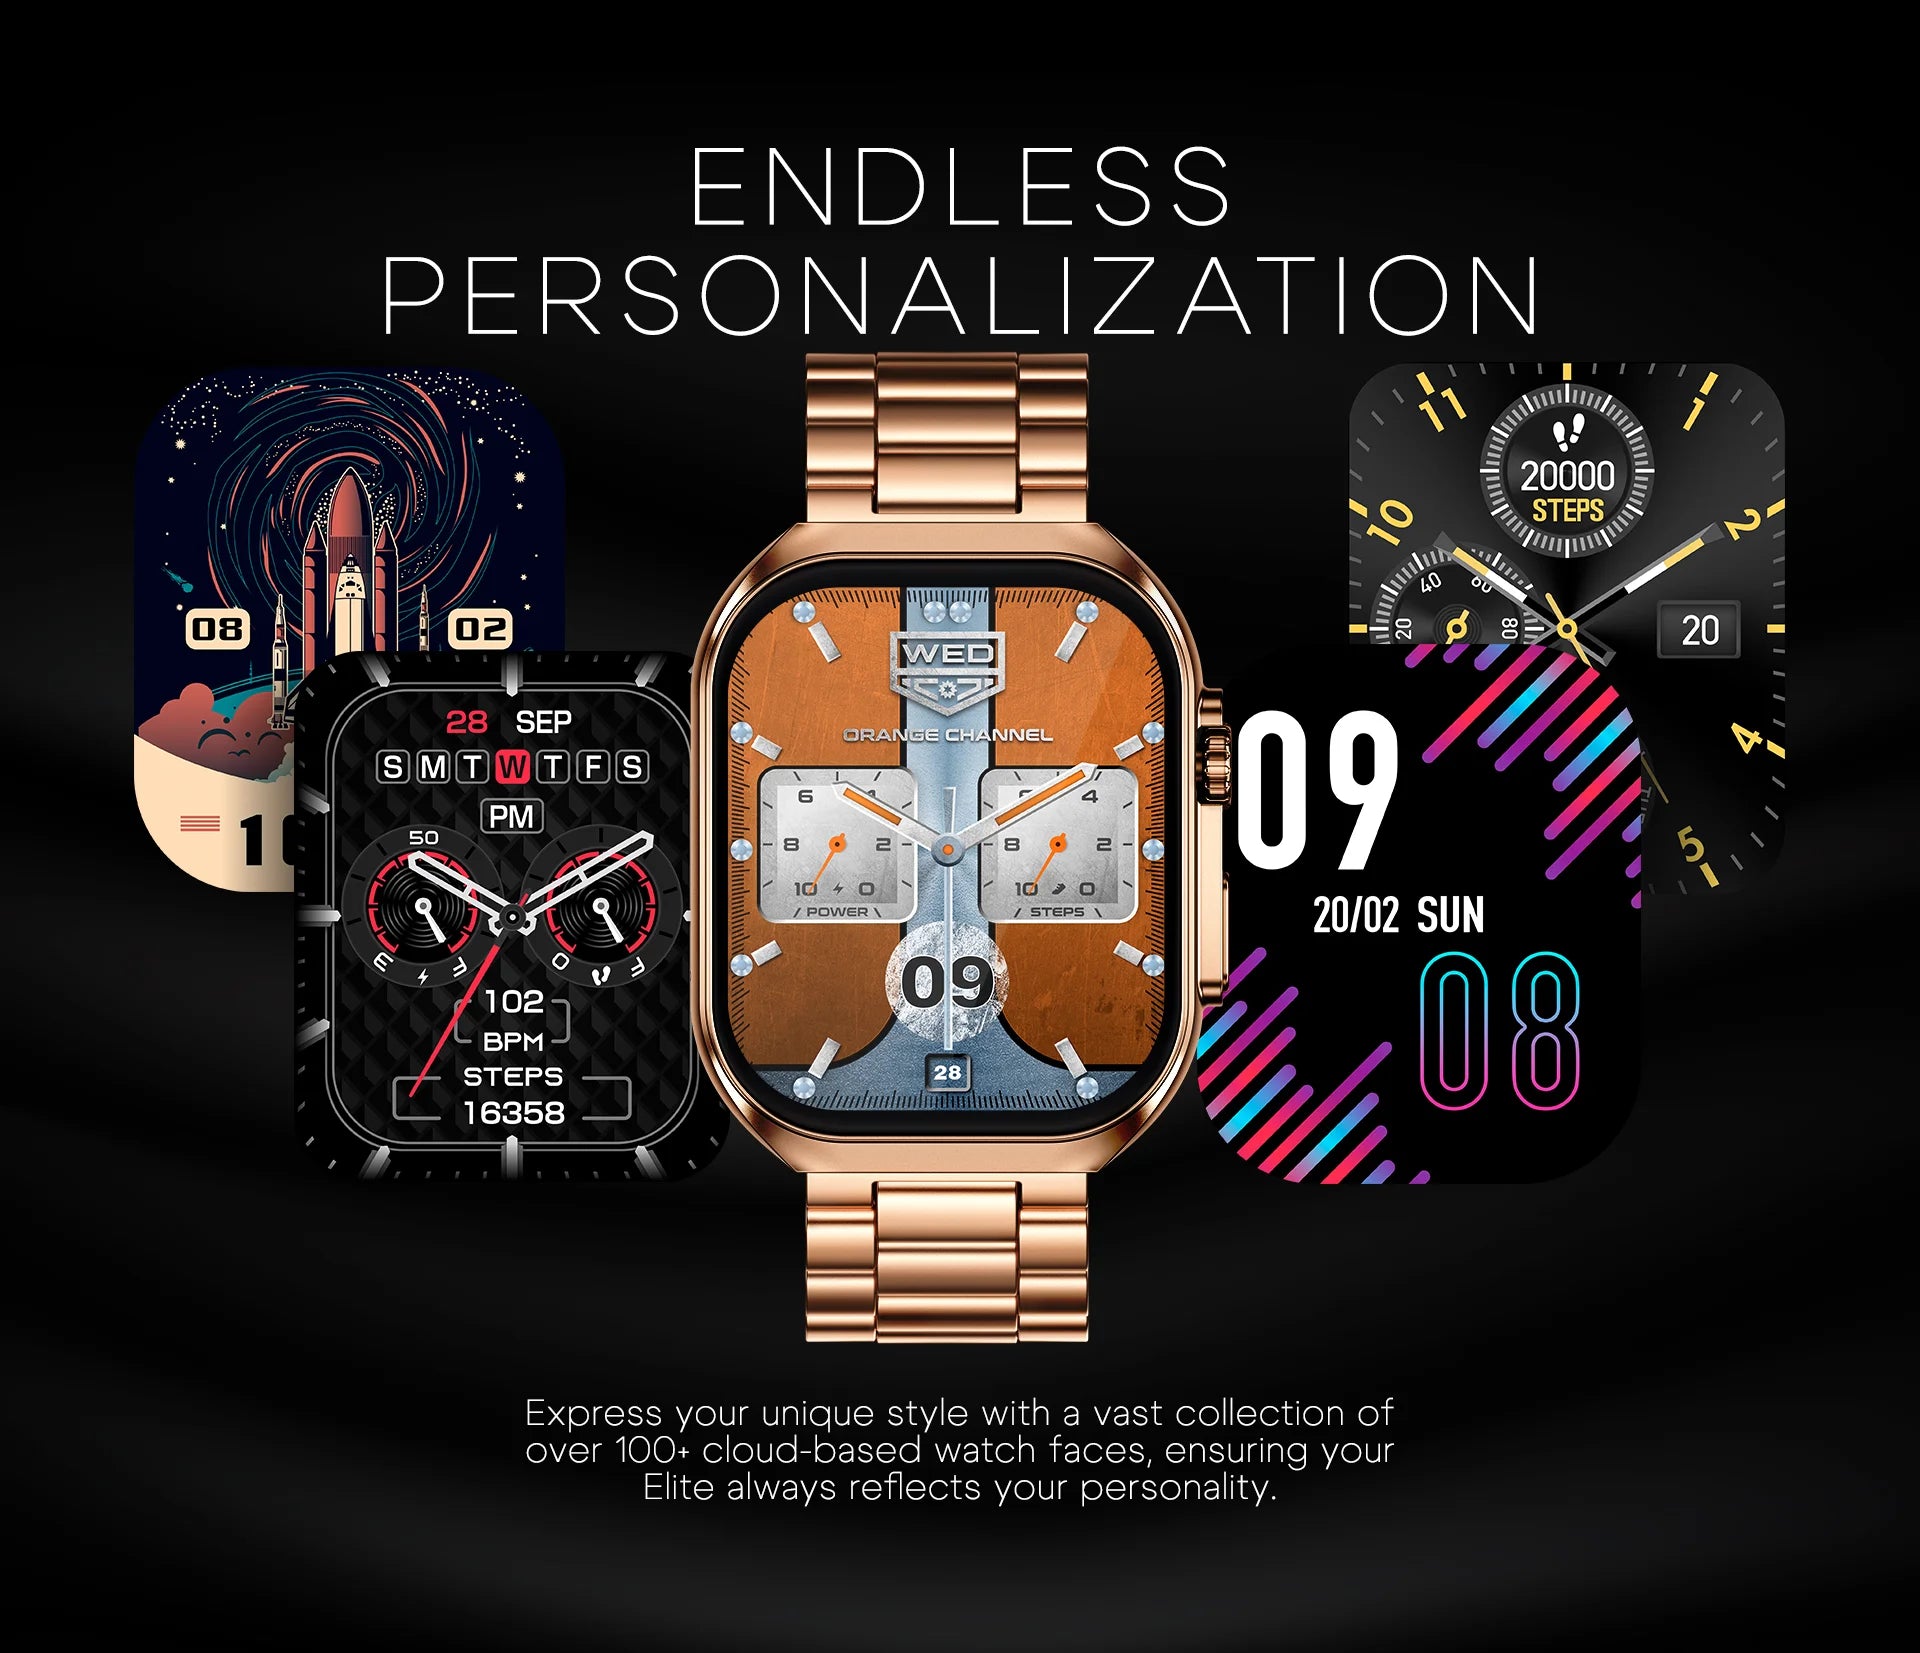 ENDLESS
PERSONALIZATION
08
02
10
28 SEP
S M T W T F S
PM
50
E F
O F
102
BPM
STEPS
16358
WED
ORANGE CHANNEL
6
8 2
10 0
POWER
4
8 2
10 0
STEPS
09
28
11 1
20000
STEPS
10 2
40 60
20 80
20
4
5
09
20/02 SUN
08
Express your unique style with a vast collection of
over 100+ cloud-based watch faces, ensuring your
Elite always reflects your personality.